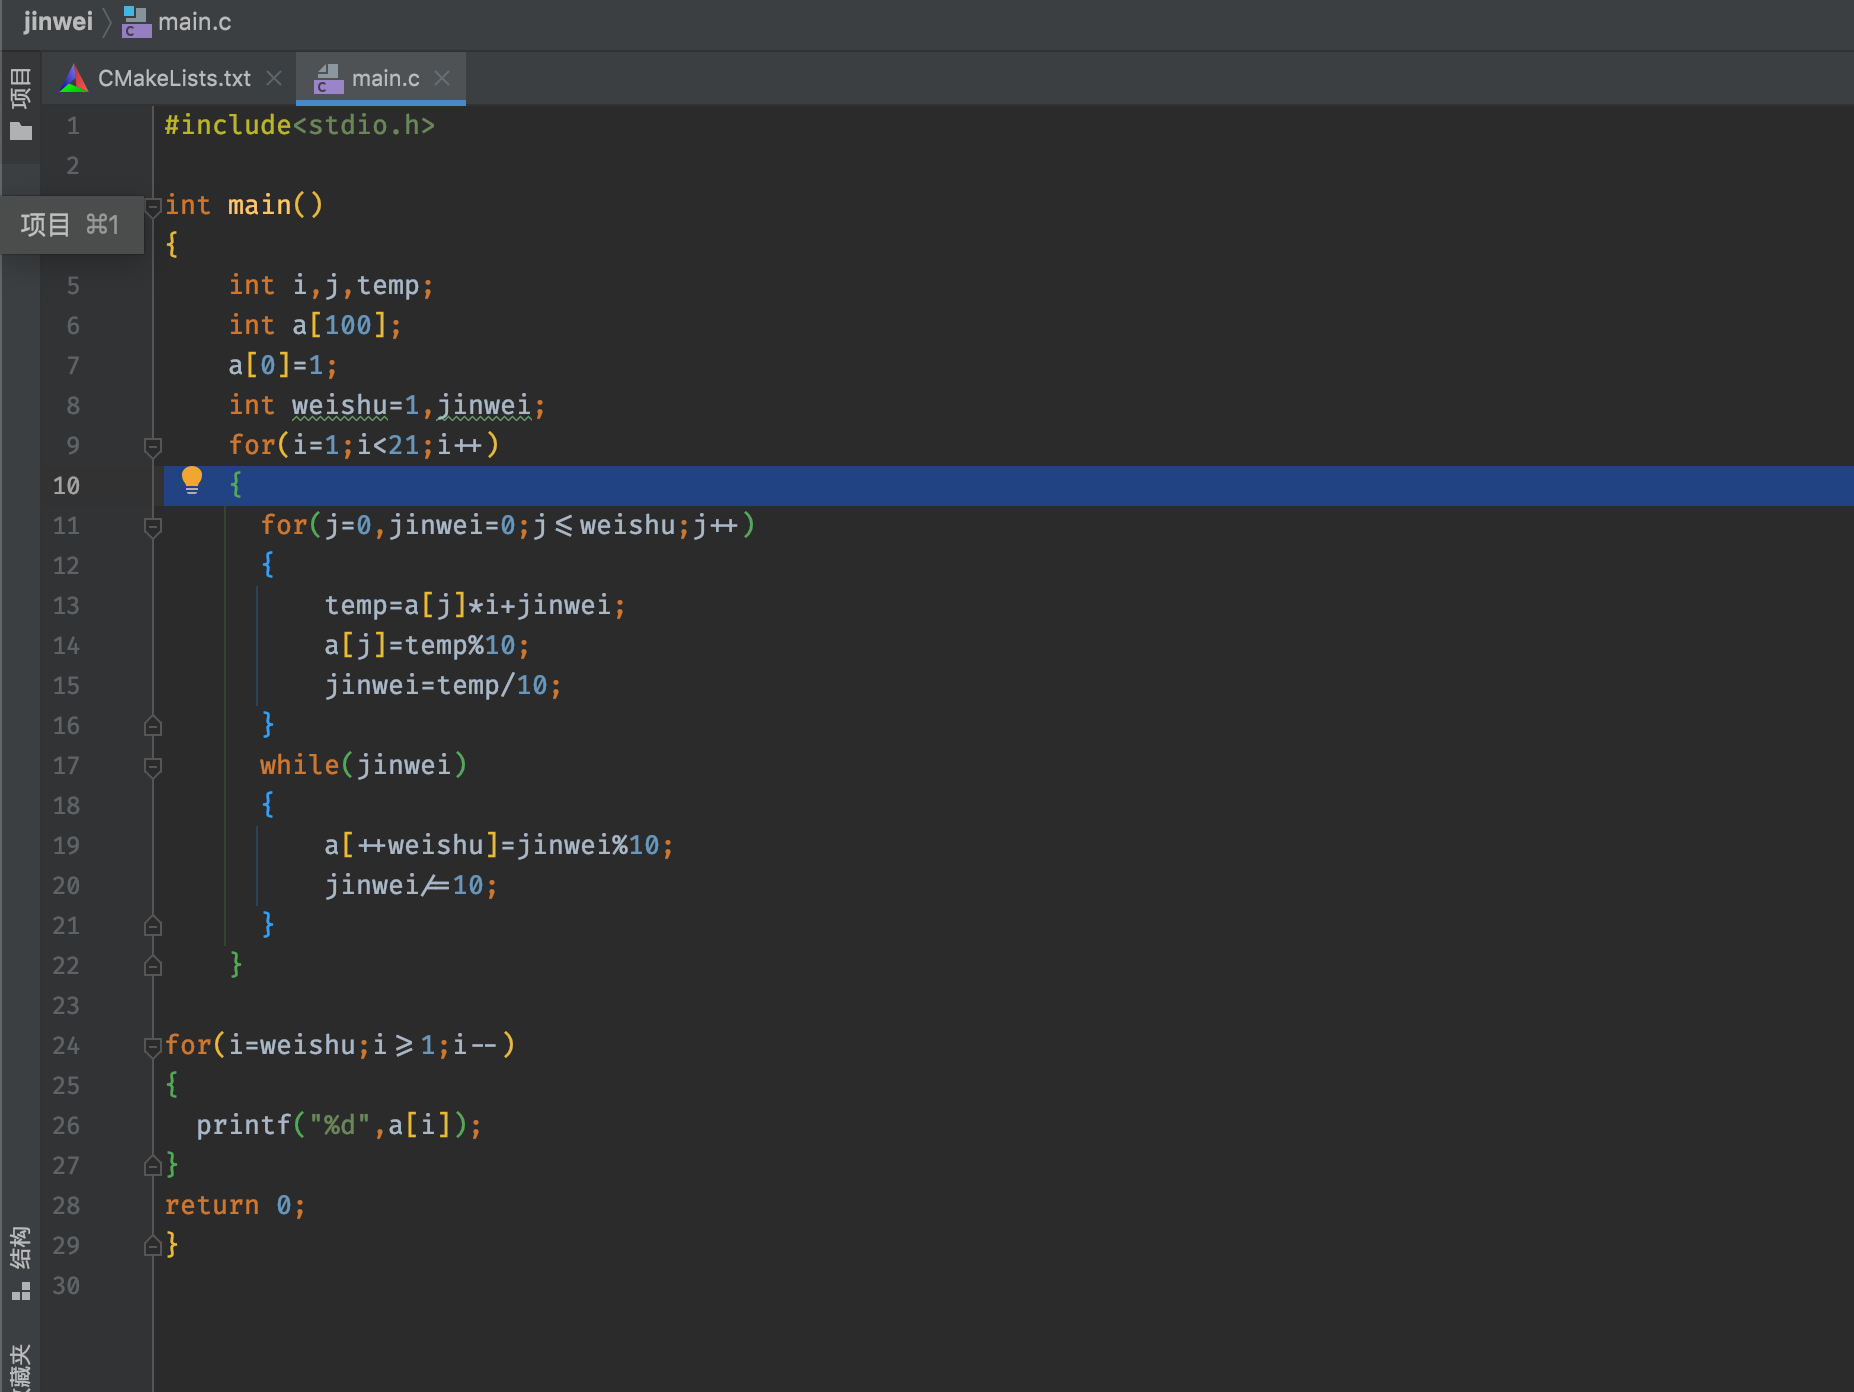 jinwei main.c
项目
CMakeLists.txt main.c
1 #include<stdio.h>
2
int main()
项目 ⌘1
{
5 int i,j,temp;
6 int a[100];
7 a[0]=1;
8 int weishu=1,jinwei;
9 for(i=1;i<21;i++)
10 {
11 for(j=0,jinwei=0;j<=weishu;j++)
12 {
13 temp=a[j]*i+jinwei;
14 a[j]=temp%10;
15 jinwei=temp/10;
16 }
17 while(jinwei)
18 {
19 a[++weishu]=jinwei%10;
20 jinwei/=10;
21 }
22 }
23
24 for(i=weishu;i>=1;i--)
25 {
26 printf("%d",a[i]);
27 }
28 return 0;
29 }
30
结构
藏夹